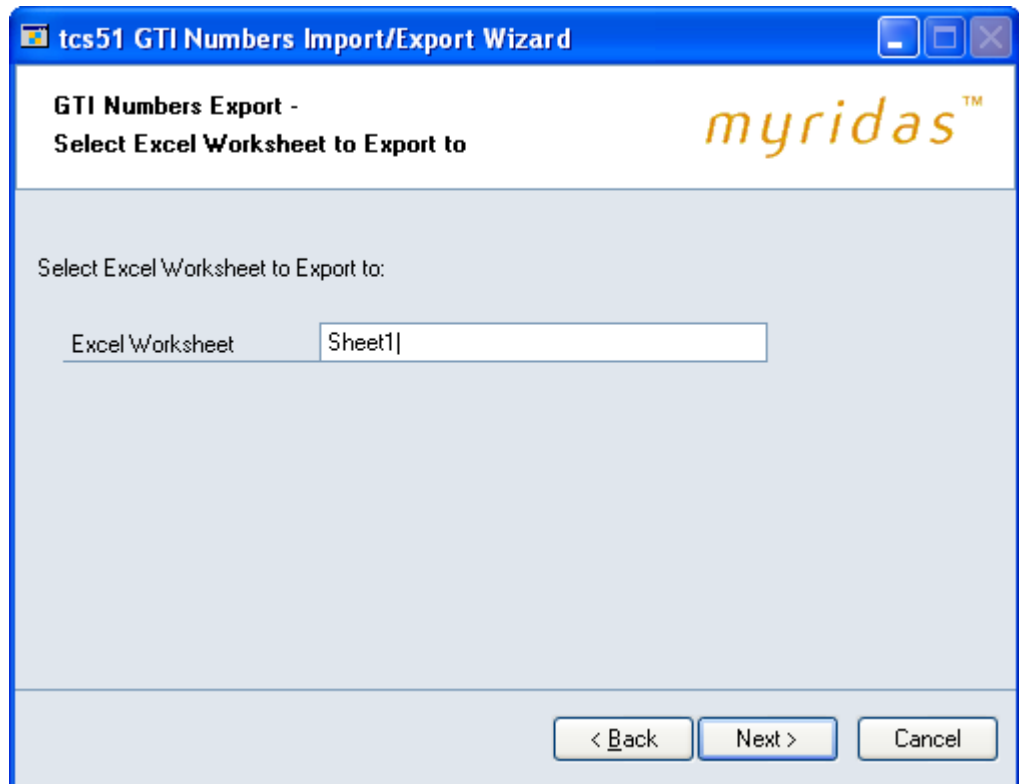 tcs51 GTI Numbers Import/Export Wizard
GTI Numbers Export -
Select Excel Worksheet to Export to
myridas™
Select Excel Worksheet to Export to:
Excel Worksheet Sheet1
< Back Next > Cancel